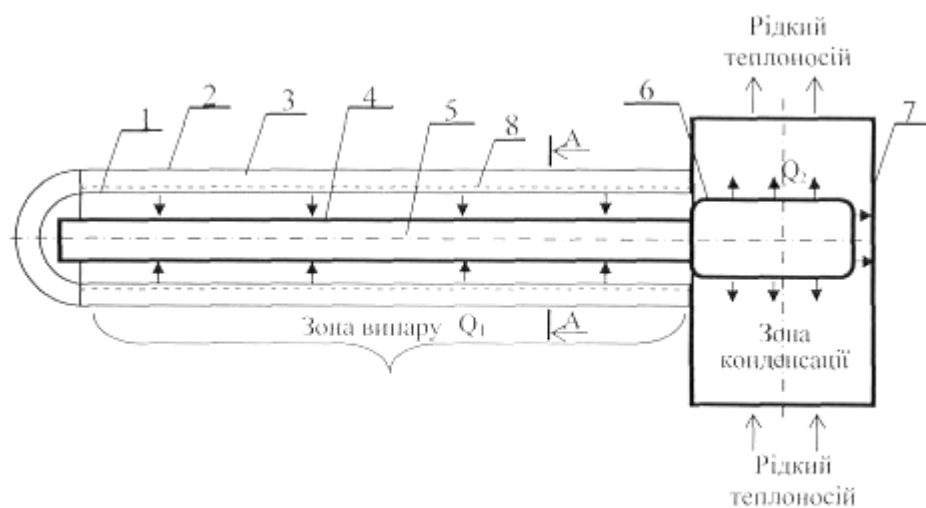 Рідкий
теплоносій
1
2
3
4
5
8
A
6
7
Q₂
Зона випару Q₁
A
Зона
конденсації
Рідкий
теплоносій